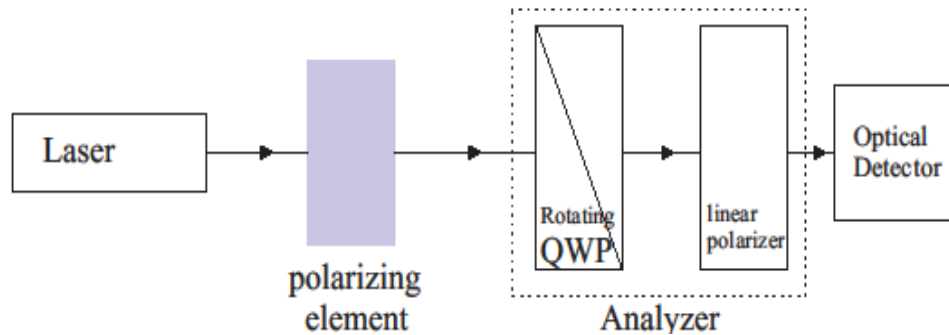 Laser
polarizing
element
Rotating
QWP
linear
polarizer
Analyzer
Optical
Detector